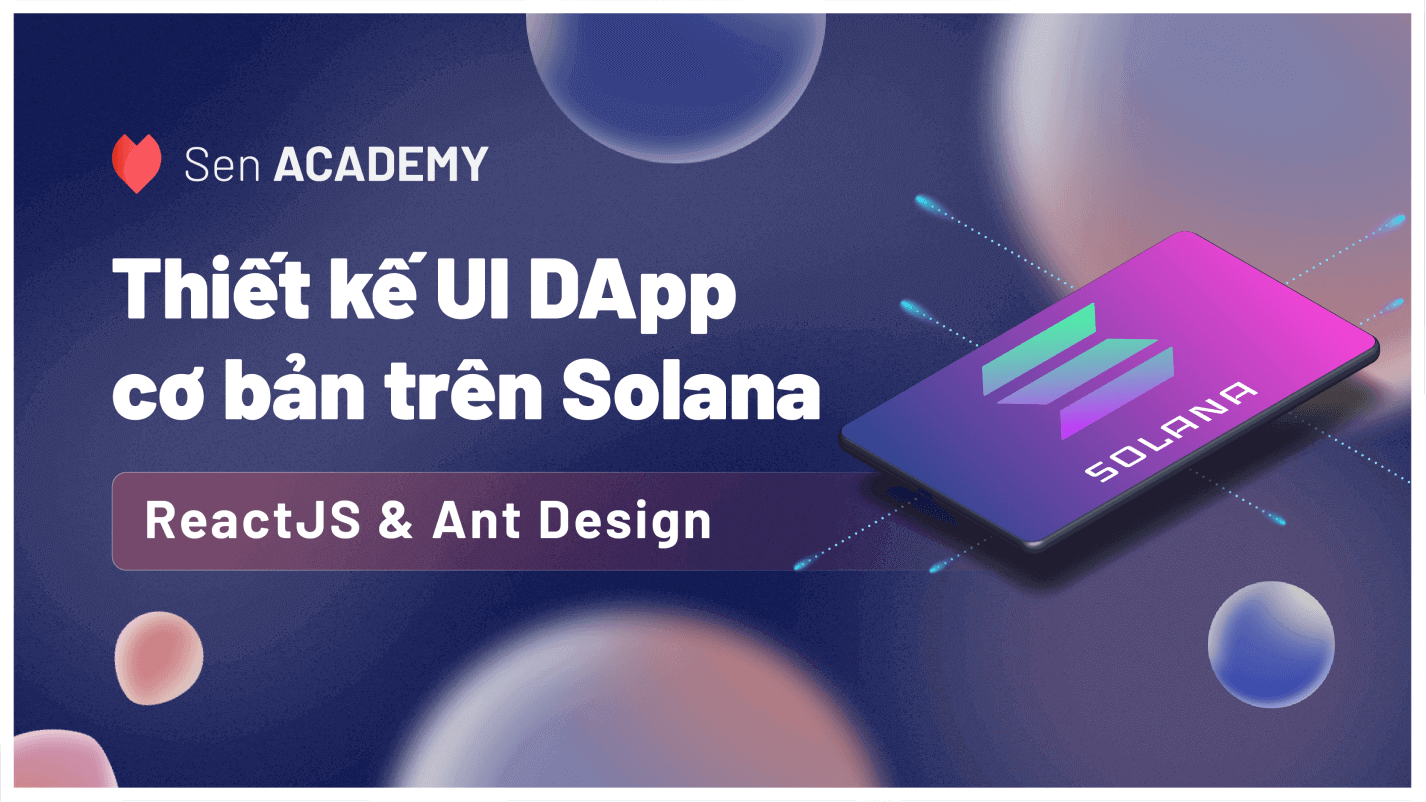 Sen ACADEMY
Thiết kế UI DApp
cơ bản trên Solana
ReactJS & Ant Design
SOLANA